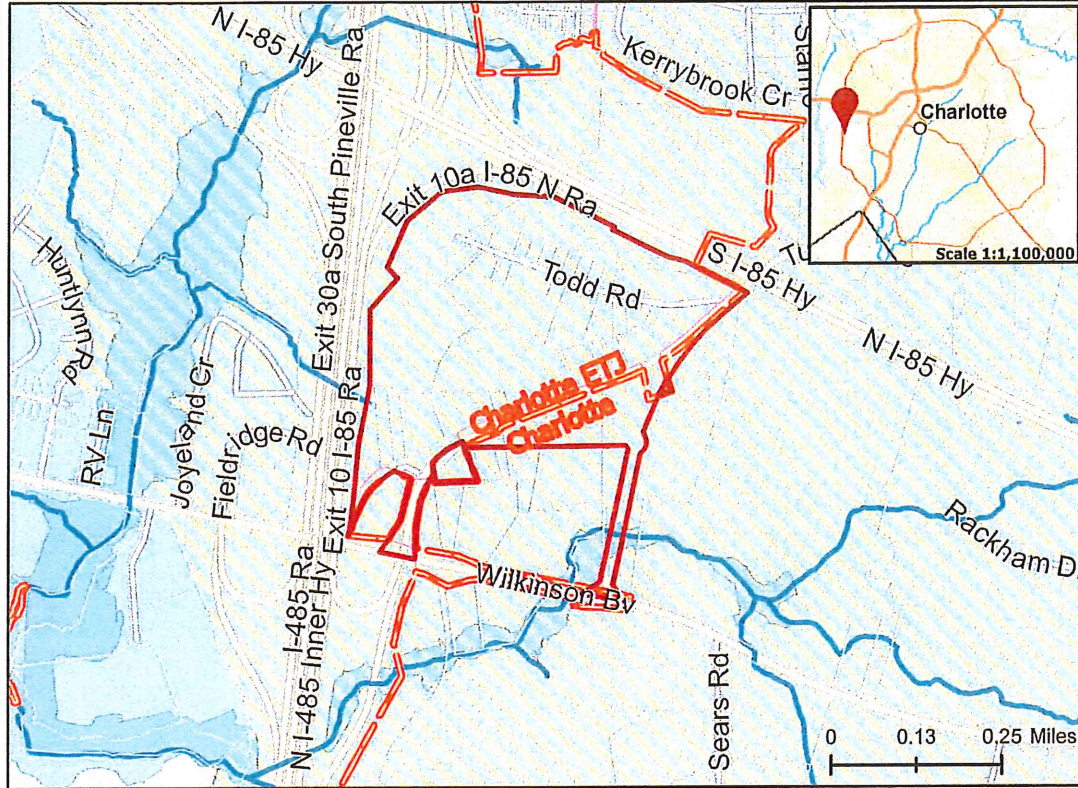 N I-85 Hy
Exit 30a South Pineville Ra
Kerrybrook Cr
Charlotte
Scale 1:1,100,000
Exit 10a I-85 N Ra
Todd Rd
S I-85 Hy
N I-85 Hy
Huntlynn Rd
RV Ln
Joyeland Cr
Fieldridge Rd
Exit 10 I-85 Ra
Charlotte ETJ
Charlotte
Rackham D
Wilkinson Bv
I-485 Ra
N I-485 Inner Hy
Sears Rd
0 0.13 0.25 Miles